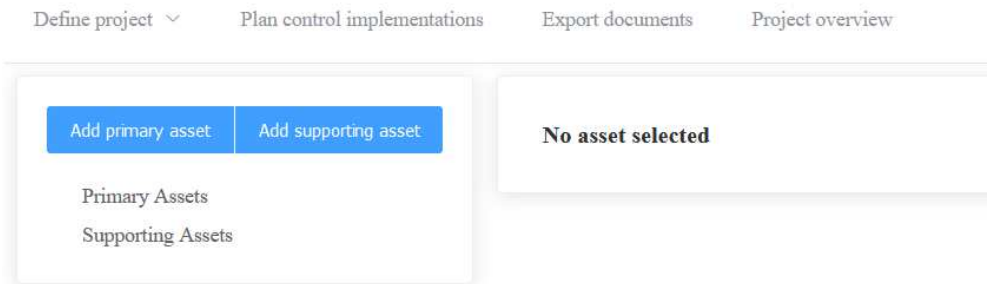 Define project Plan control implementations Export documents Project overview
Add primary asset Add supporting asset
No asset selected
Primary Assets
Supporting Assets